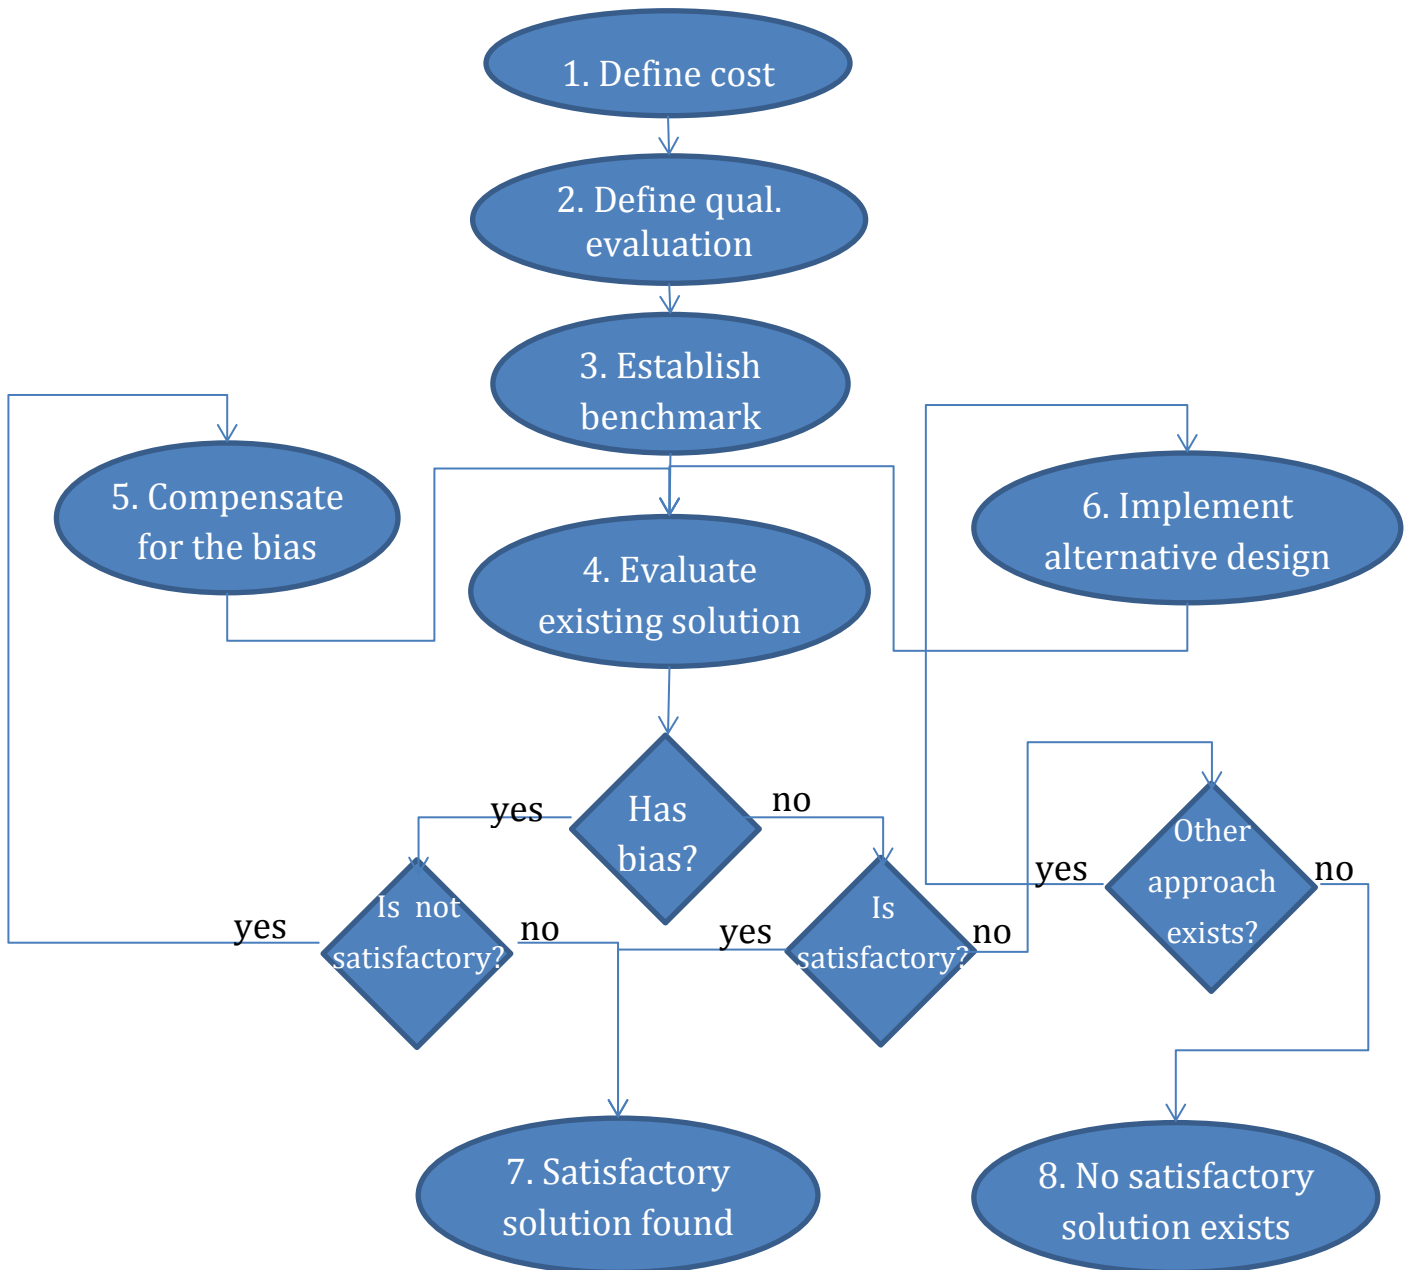 1. Define cost
2. Define qual.
evaluation
3. Establish
benchmark
5. Compensate
for the bias
6. Implement
alternative design
4. Evaluate
existing solution
yes
Has
bias?
no
Other
approach
exists?
yes
no
Is not
satisfactory?
yes
no
Is
satisfactory?
yes
no
7. Satisfactory
solution found
8. No satisfactory
solution exists